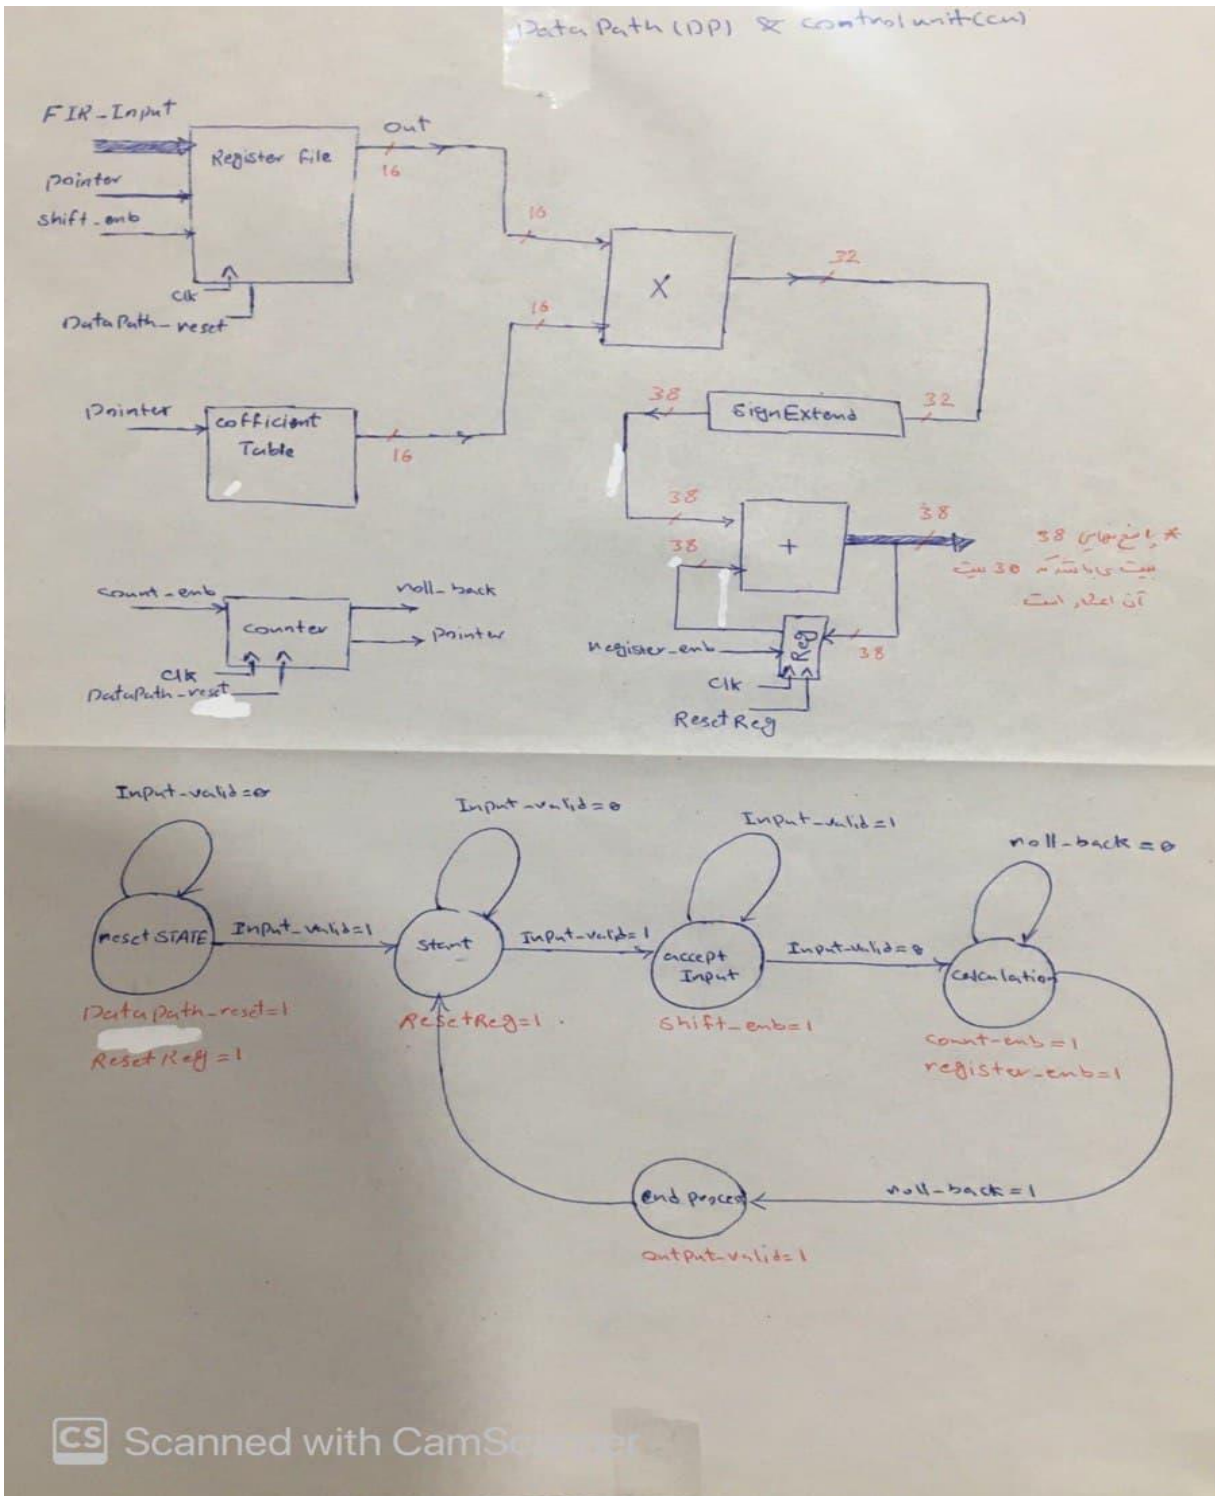 Data Path (DP) & control unit (cu)
FIR-Input
Register file
out
16
pointer
shift-enb
clk
DataPath-reset
16
16
X
32
pointer
cofficient
Table
16
38
SignExtend
32
38
38
+
38
* پاسخ نهایی 38
بیت می باشد که 30 بیت
آن اعشار است
count-enb
counter
roll-back
pointer
clk
DataPath-reset
register-enb
Reg
38
clk
ResetReg
Input-valid=0
Input-valid=0
Input-valid=1
roll-back=0
reset STATE
Input-valid=1
start
Input-valid=1
accept
Input
Input-valid=0
calculation
Datapath-reset=1
ResetReg=1
ResetReg=1
shift-enb=1
count-enb=1
register-enb=1
end proces
roll-back=1
output-valid=1
CS Scanned with CamScanner